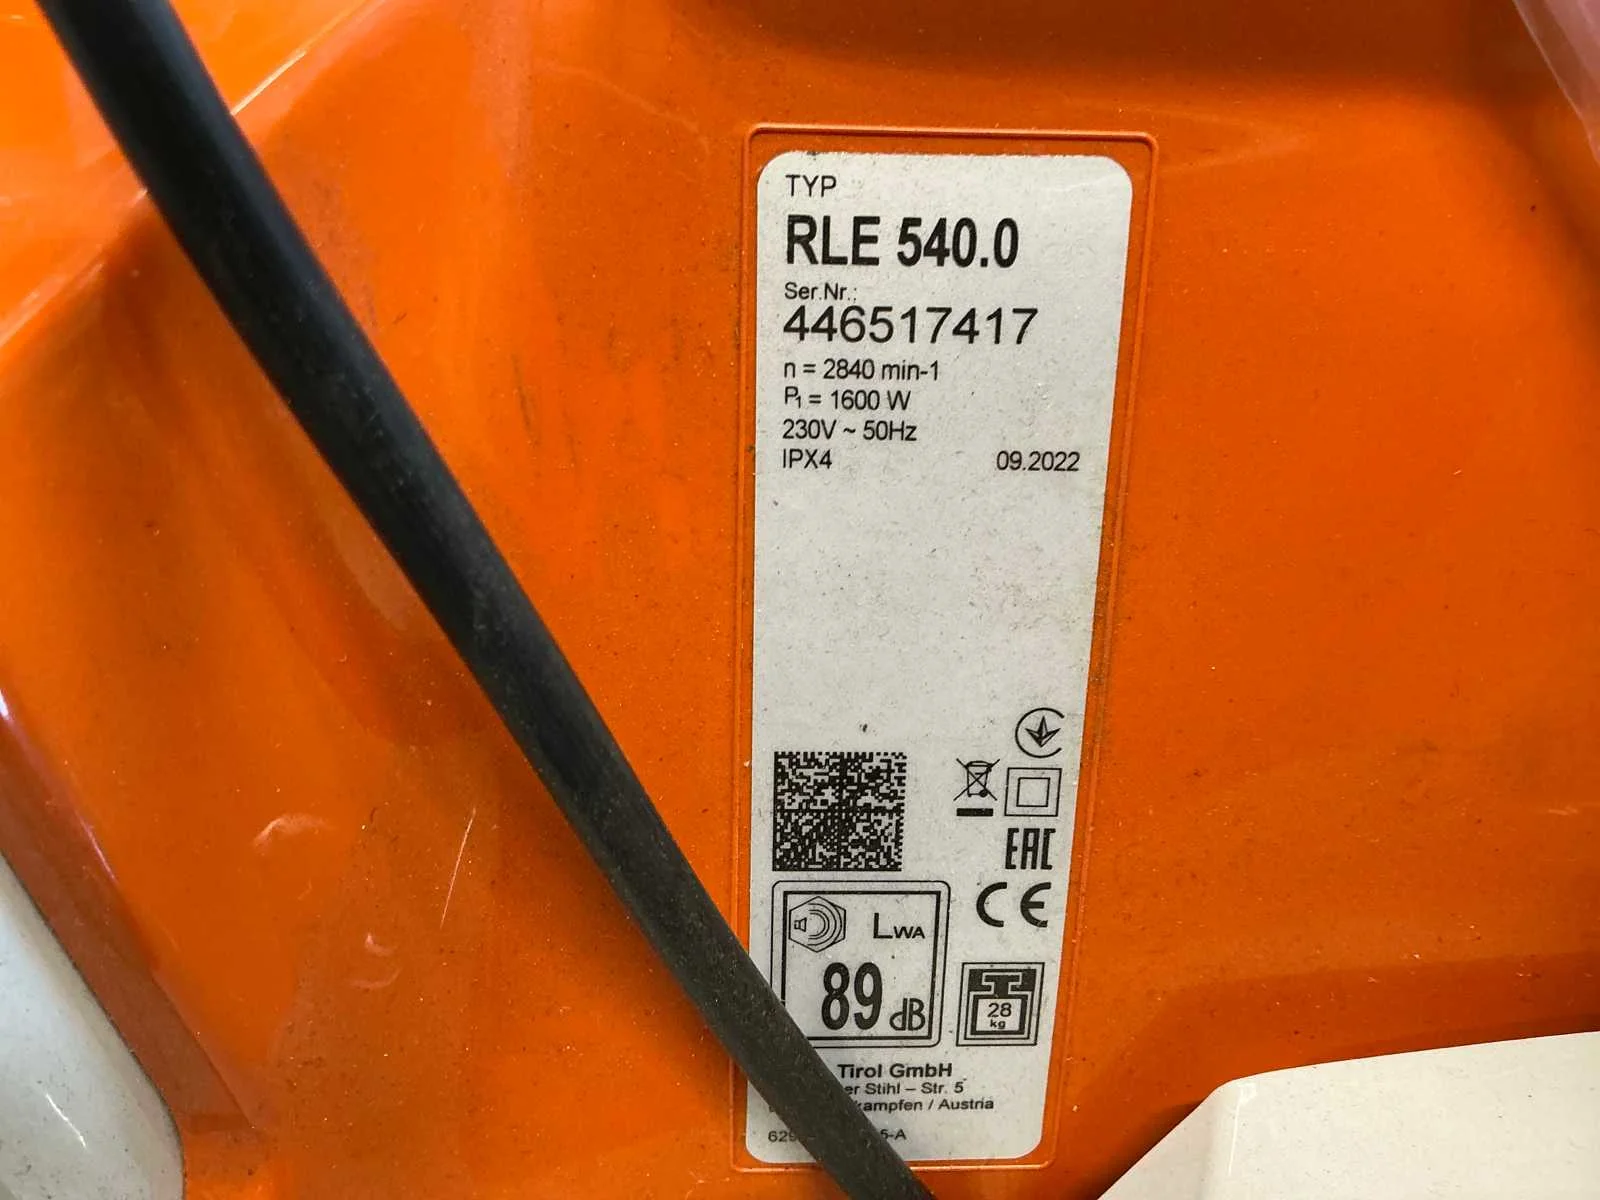 TYP
RLE 540.0
Ser.Nr.:
446517417
n = 2840 min-1
P1 = 1600 W
230V ~ 50Hz
IPX4 09.2022
EAC
CE
LWA
89 dB
28
kg
Tirol GmbH
Stihl – Str. 5
/ Austria